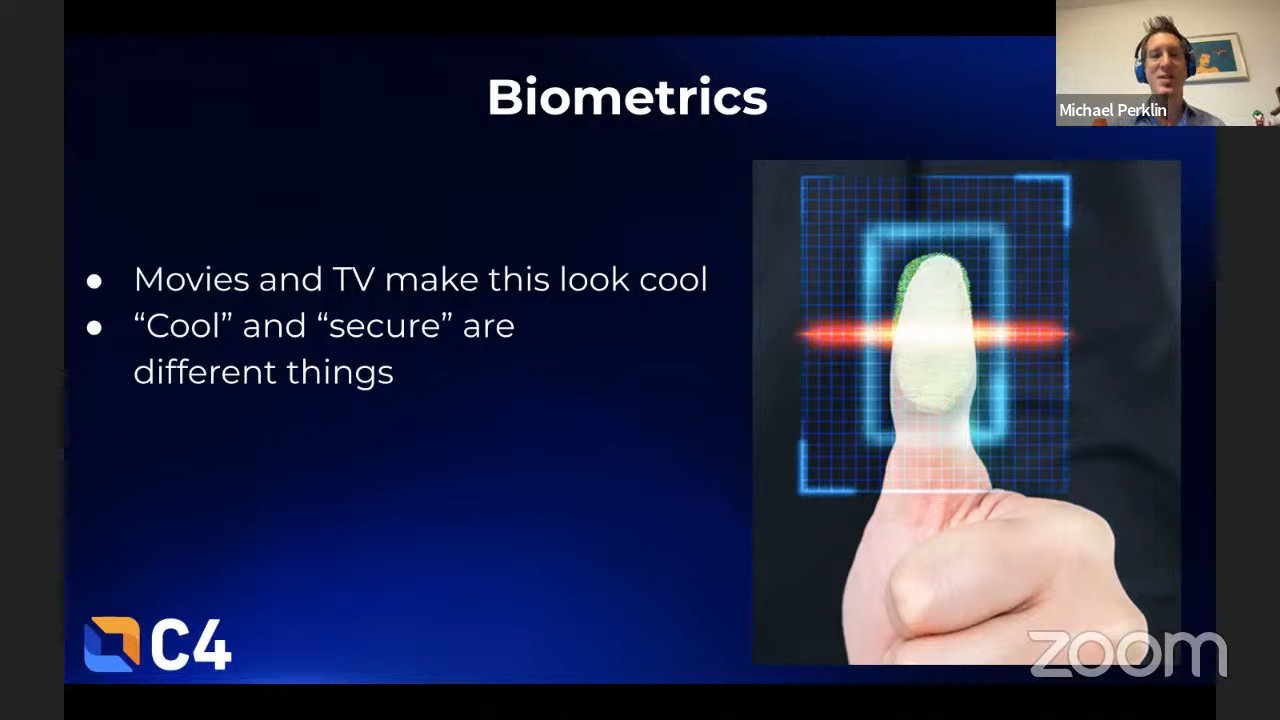 Biometrics
Michael Perklin
● Movies and TV make this look cool
● “Cool” and “secure” are
different things
C4
zoom